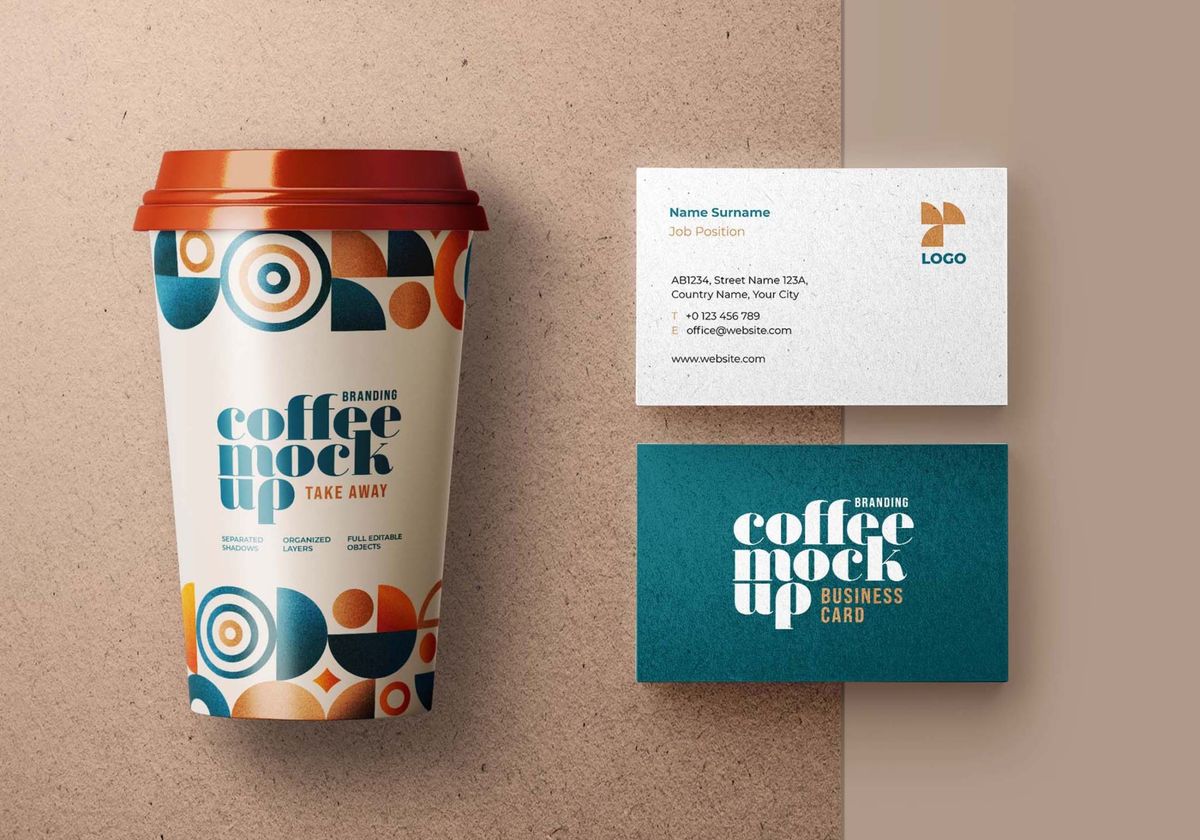 BRANDING
coffee
mock
up TAKE AWAY
SEPARATED SHADOWS
ORGANIZED LAYERS
FULL EDITABLE OBJECTS
Name Surname
Job Position
LOGO
AB1234, Street Name 123A,
Country Name, Your City
T +0 123 456 789
E office@website.com
www.website.com
BRANDING
coffee
mock
up BUSINESS
CARD